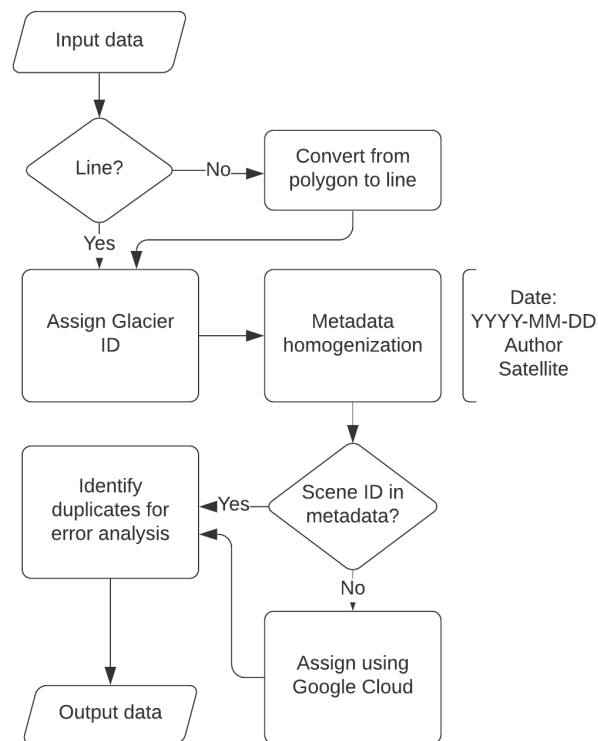 Input data
Line?
No
Convert from
polygon to line
Yes
Assign Glacier
ID
Metadata
homogenization
Date:
YYYY-MM-DD
Author
Satellite
Identify
duplicates for
error analysis
Yes
Scene ID in
metadata?
No
Assign using
Google Cloud
Output data